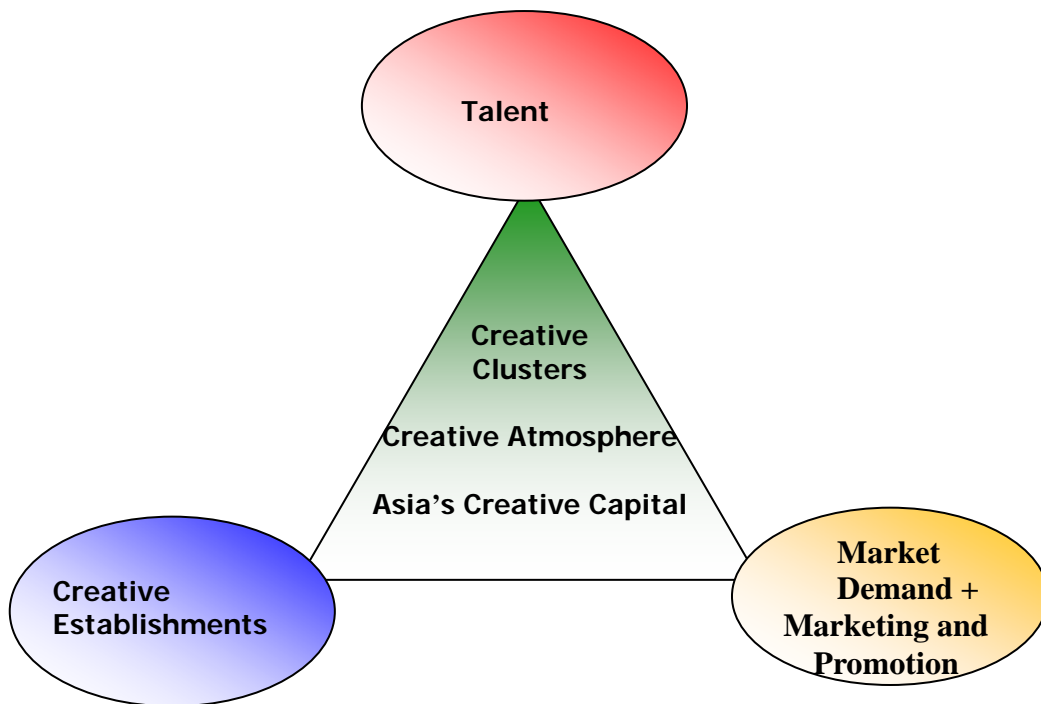 Talent
Creative
Clusters
Creative Atmosphere
Asia’s Creative Capital
Creative
Establishments
Market
Demand +
Marketing and
Promotion